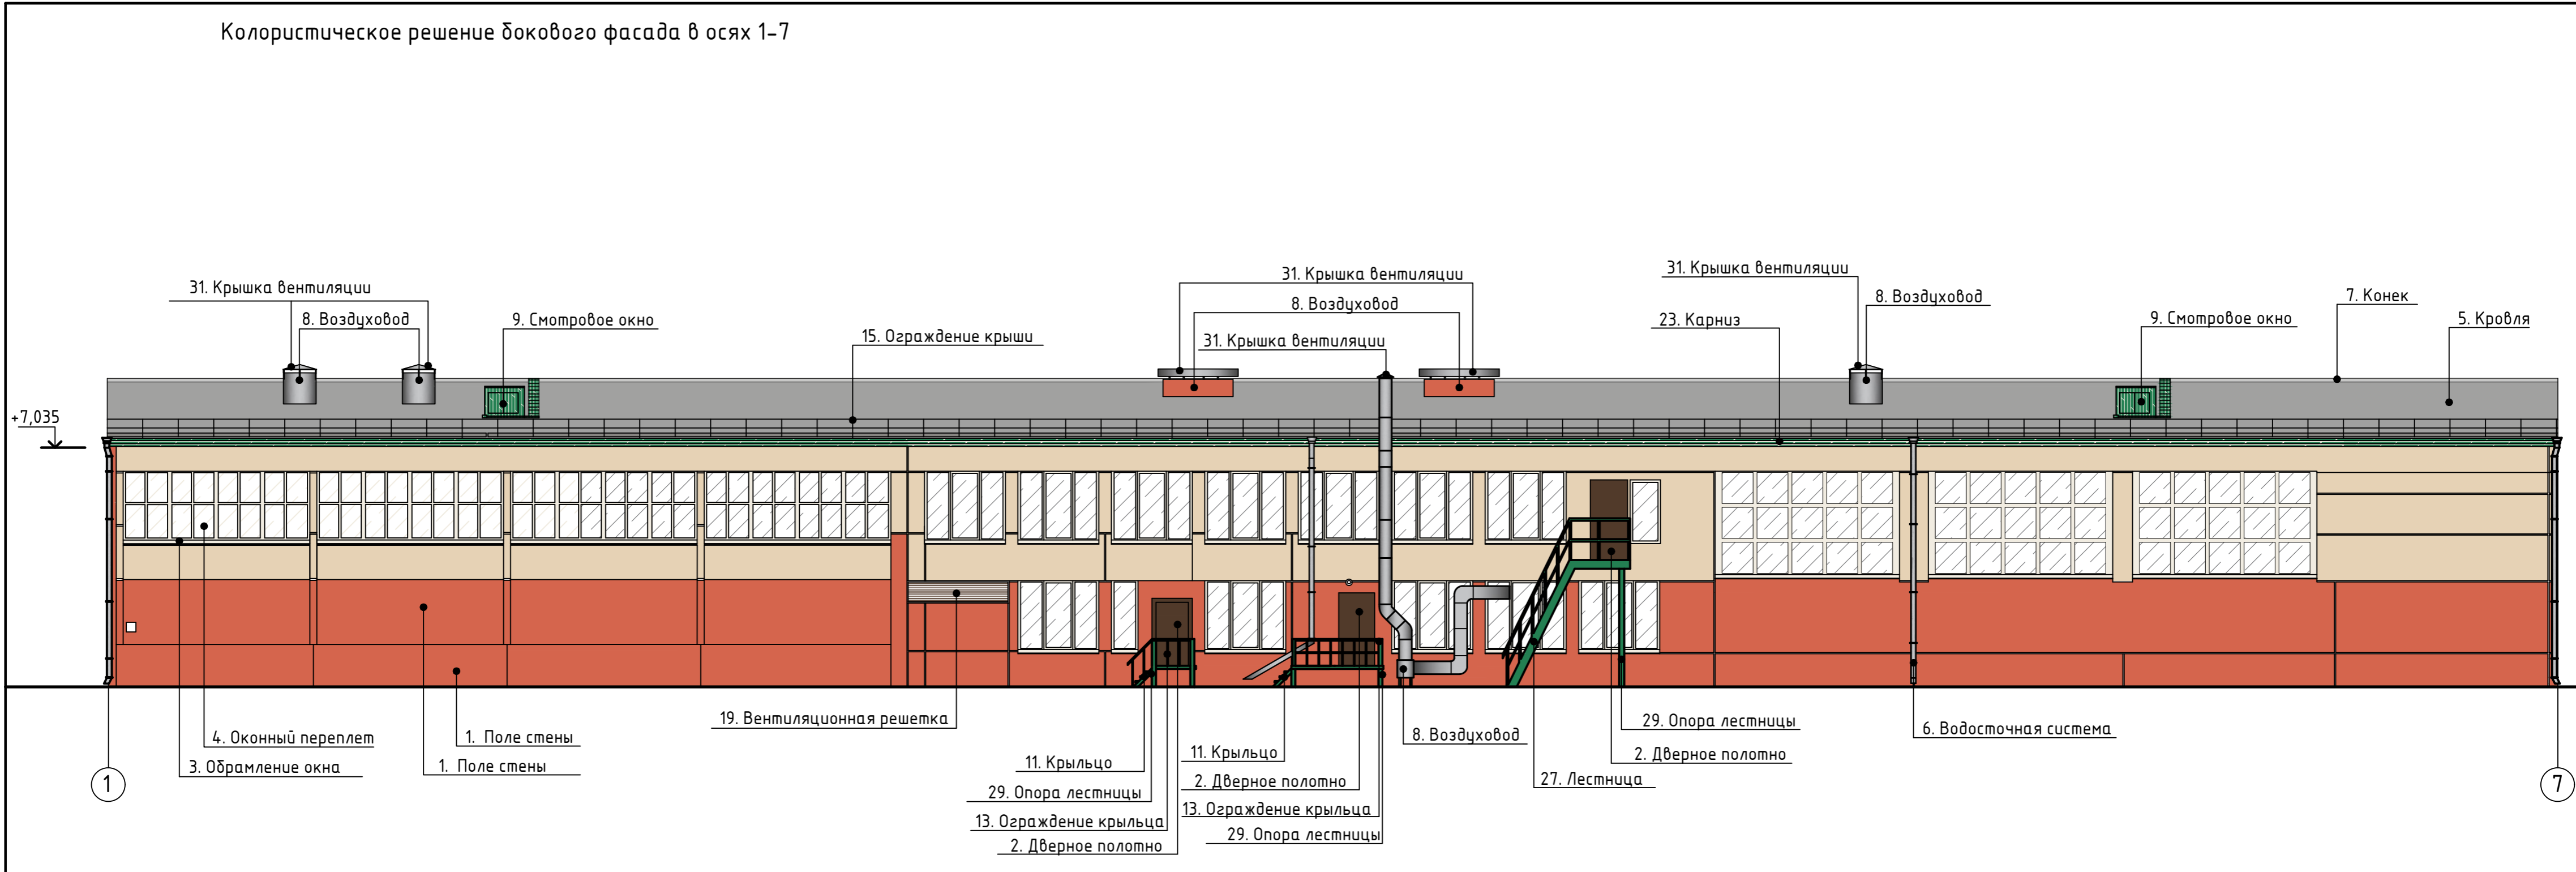 Колористическое решение бокового фасада в осях 1-7
31. Крышка вентиляции
8. Воздуховод
9. Смотровое окно
15. Ограждение крыши
31. Крышка вентиляции
8. Воздуховод
31. Крышка вентиляции
31. Крышка вентиляции
8. Воздуховод
23. Карниз
7. Конек
9. Смотровое окно
5. Кровля
+7,035
4. Оконный переплет
3. Обрамление окна
1. Поле стены
1. Поле стены
19. Вентиляционная решетка
11. Крыльцо
29. Опора лестницы
13. Ограждение крыльца
2. Дверное полотно
11. Крыльцо
2. Дверное полотно
13. Ограждение крыльца
29. Опора лестницы
8. Воздуховод
29. Опора лестницы
2. Дверное полотно
27. Лестница
6. Водосточная система
1
7